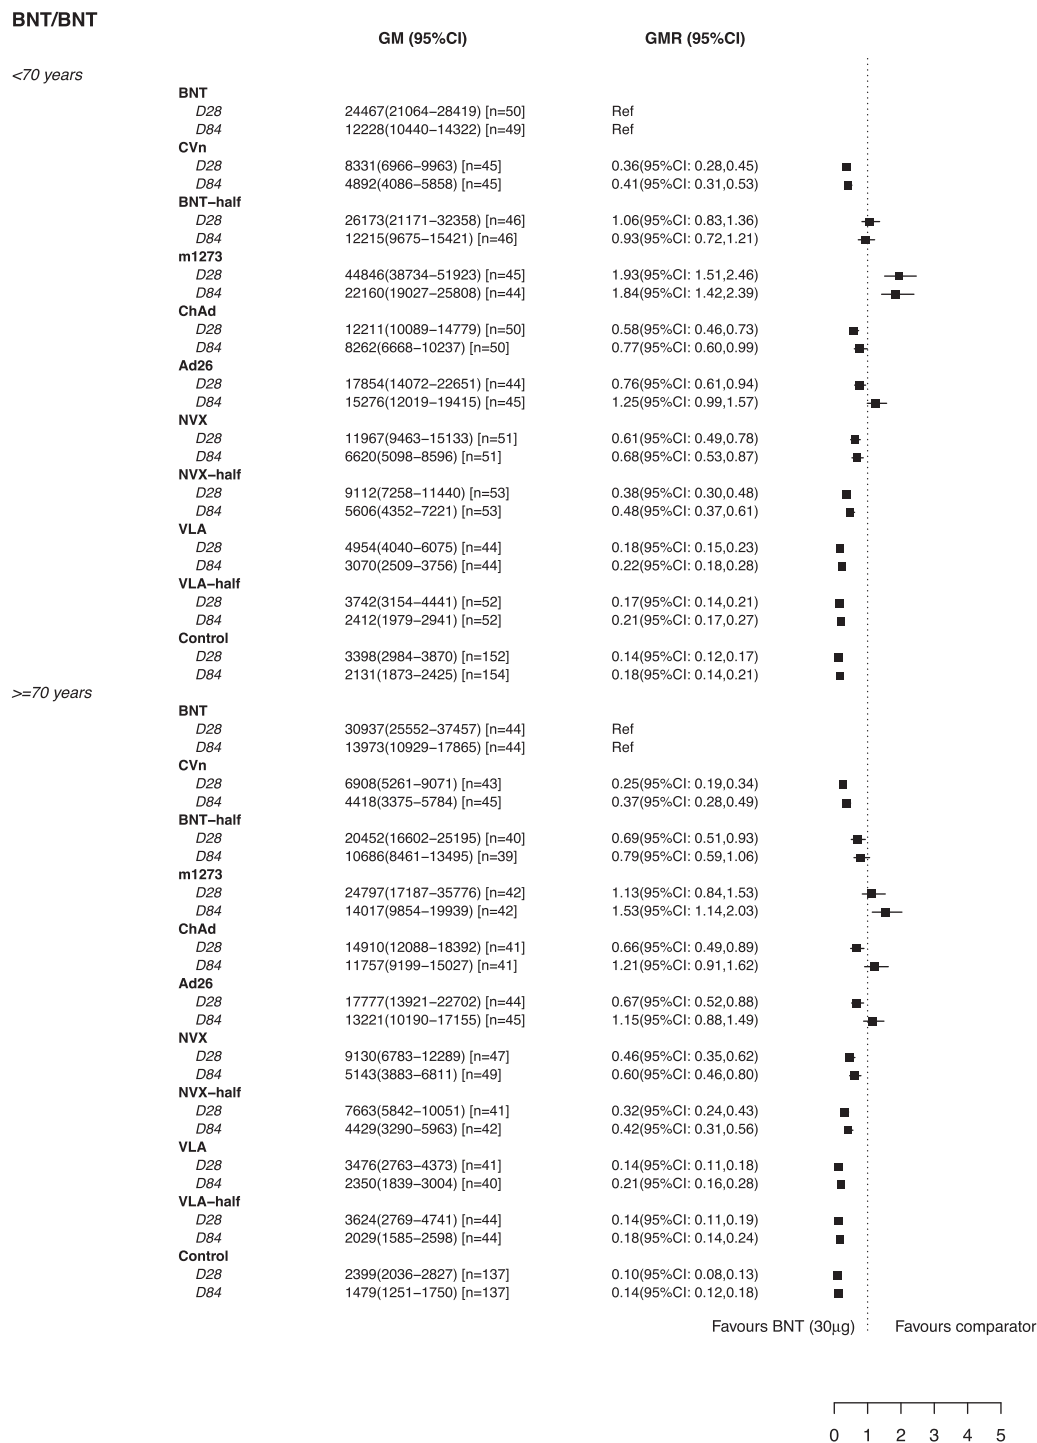 BNT/BNT
GM (95%CI) GMR (95%CI)
<70 years
BNT
D28 24467(21064−28419) [n=50] Ref
D84 12228(10440−14322) [n=49] Ref
CVn
D28 8331(6966−9963) [n=45] 0.36(95%CI: 0.28,0.45)
D84 4892(4086−5858) [n=45] 0.41(95%CI: 0.31,0.53)
BNT−half
D28 26173(21171−32358) [n=46] 1.06(95%CI: 0.83,1.36)
D84 12215(9675−15421) [n=46] 0.93(95%CI: 0.72,1.21)
m1273
D28 44846(38734−51923) [n=45] 1.93(95%CI: 1.51,2.46)
D84 22160(19027−25808) [n=44] 1.84(95%CI: 1.42,2.39)
ChAd
D28 12211(10089−14779) [n=50] 0.58(95%CI: 0.46,0.73)
D84 8262(6668−10237) [n=50] 0.77(95%CI: 0.60,0.99)
Ad26
D28 17854(14072−22651) [n=44] 0.76(95%CI: 0.61,0.94)
D84 15276(12019−19415) [n=45] 1.25(95%CI: 0.99,1.57)
NVX
D28 11967(9463−15133) [n=51] 0.61(95%CI: 0.49,0.78)
D84 6620(5098−8596) [n=51] 0.68(95%CI: 0.53,0.87)
NVX−half
D28 9112(7258−11440) [n=53] 0.38(95%CI: 0.30,0.48)
D84 5606(4352−7221) [n=53] 0.48(95%CI: 0.37,0.61)
VLA
D28 4954(4040−6075) [n=44] 0.18(95%CI: 0.15,0.23)
D84 3070(2509−3756) [n=44] 0.22(95%CI: 0.18,0.28)
VLA−half
D28 3742(3154−4441) [n=52] 0.17(95%CI: 0.14,0.21)
D84 2412(1979−2941) [n=52] 0.21(95%CI: 0.17,0.27)
Control
D28 3398(2984−3870) [n=152] 0.14(95%CI: 0.12,0.17)
D84 2131(1873−2425) [n=154] 0.18(95%CI: 0.14,0.21)
>=70 years
BNT
D28 30937(25552−37457) [n=44] Ref
D84 13973(10929−17865) [n=44] Ref
CVn
D28 6908(5261−9071) [n=43] 0.25(95%CI: 0.19,0.34)
D84 4418(3375−5784) [n=45] 0.37(95%CI: 0.28,0.49)
BNT−half
D28 20452(16602−25195) [n=40] 0.69(95%CI: 0.51,0.93)
D84 10686(8461−13495) [n=39] 0.79(95%CI: 0.59,1.06)
m1273
D28 24797(17187−35776) [n=42] 1.13(95%CI: 0.84,1.53)
D84 14017(9854−19939) [n=42] 1.53(95%CI: 1.14,2.03)
ChAd
D28 14910(12088−18392) [n=41] 0.66(95%CI: 0.49,0.89)
D84 11757(9199−15027) [n=41] 1.21(95%CI: 0.91,1.62)
Ad26
D28 17777(13921−22702) [n=44] 0.67(95%CI: 0.52,0.88)
D84 13221(10190−17155) [n=45] 1.15(95%CI: 0.88,1.49)
NVX
D28 9130(6783−12289) [n=47] 0.46(95%CI: 0.35,0.62)
D84 5143(3883−6811) [n=49] 0.60(95%CI: 0.46,0.80)
NVX−half
D28 7663(5842−10051) [n=41] 0.32(95%CI: 0.24,0.43)
D84 4429(3290−5963) [n=42] 0.42(95%CI: 0.31,0.56)
VLA
D28 3476(2763−4373) [n=41] 0.14(95%CI: 0.11,0.18)
D84 2350(1839−3004) [n=40] 0.21(95%CI: 0.16,0.28)
VLA−half
D28 3624(2769−4741) [n=44] 0.14(95%CI: 0.11,0.19)
D84 2029(1585−2598) [n=44] 0.18(95%CI: 0.14,0.24)
Control
D28 2399(2036−2827) [n=137] 0.10(95%CI: 0.08,0.13)
D84 1479(1251−1750) [n=137] 0.14(95%CI: 0.12,0.18)
Favours BNT (30μg) Favours comparator
0 1 2 3 4 5